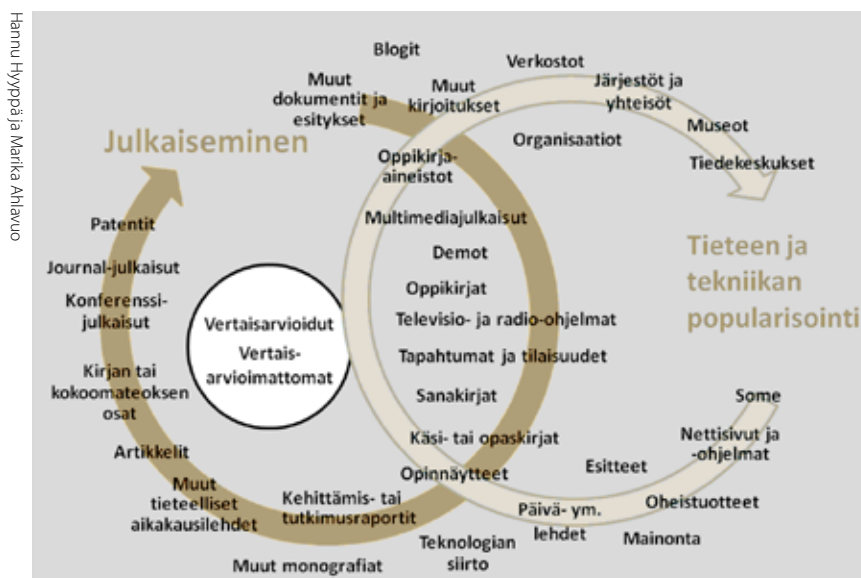 Hannu Hyyppä ja Marika Ahlavuo
Blogit
Muut
dokumentit ja
esitykset
Muut
kirjoitukset
Verkostot
Järjestöt ja
yhteisöt
Museot
Tiedekeskukset
Organisaatiot
Julkaiseminen
Oppikirja-
aineistot
Patentit
Journal-julkaisut
Konferenssi-
julkaisut
Kirjan tai
kokoomateoksen
osat
Artikkelit
Muut
tieteelliset
aikakausilehdet
Kehittämis- tai
tutkimusraportit
Muut monografiat
Vertaisarvioidut
Vertais-
arvioimattomat
Multimediajulkaisut
Demot
Oppikirjat
Televisio- ja radio-ohjelmat
Tapahtumat ja tilaisuudet
Sanakirjat
Käsi- tai opaskirjat
Opinnäytteet
Teknologian
siirto
Tieteen ja
tekniikan
popularisointi
Some
Nettisivut ja
-ohjelmat
Esitteet
Oheistuotteet
Päivä- ym.
lehdet
Mainonta